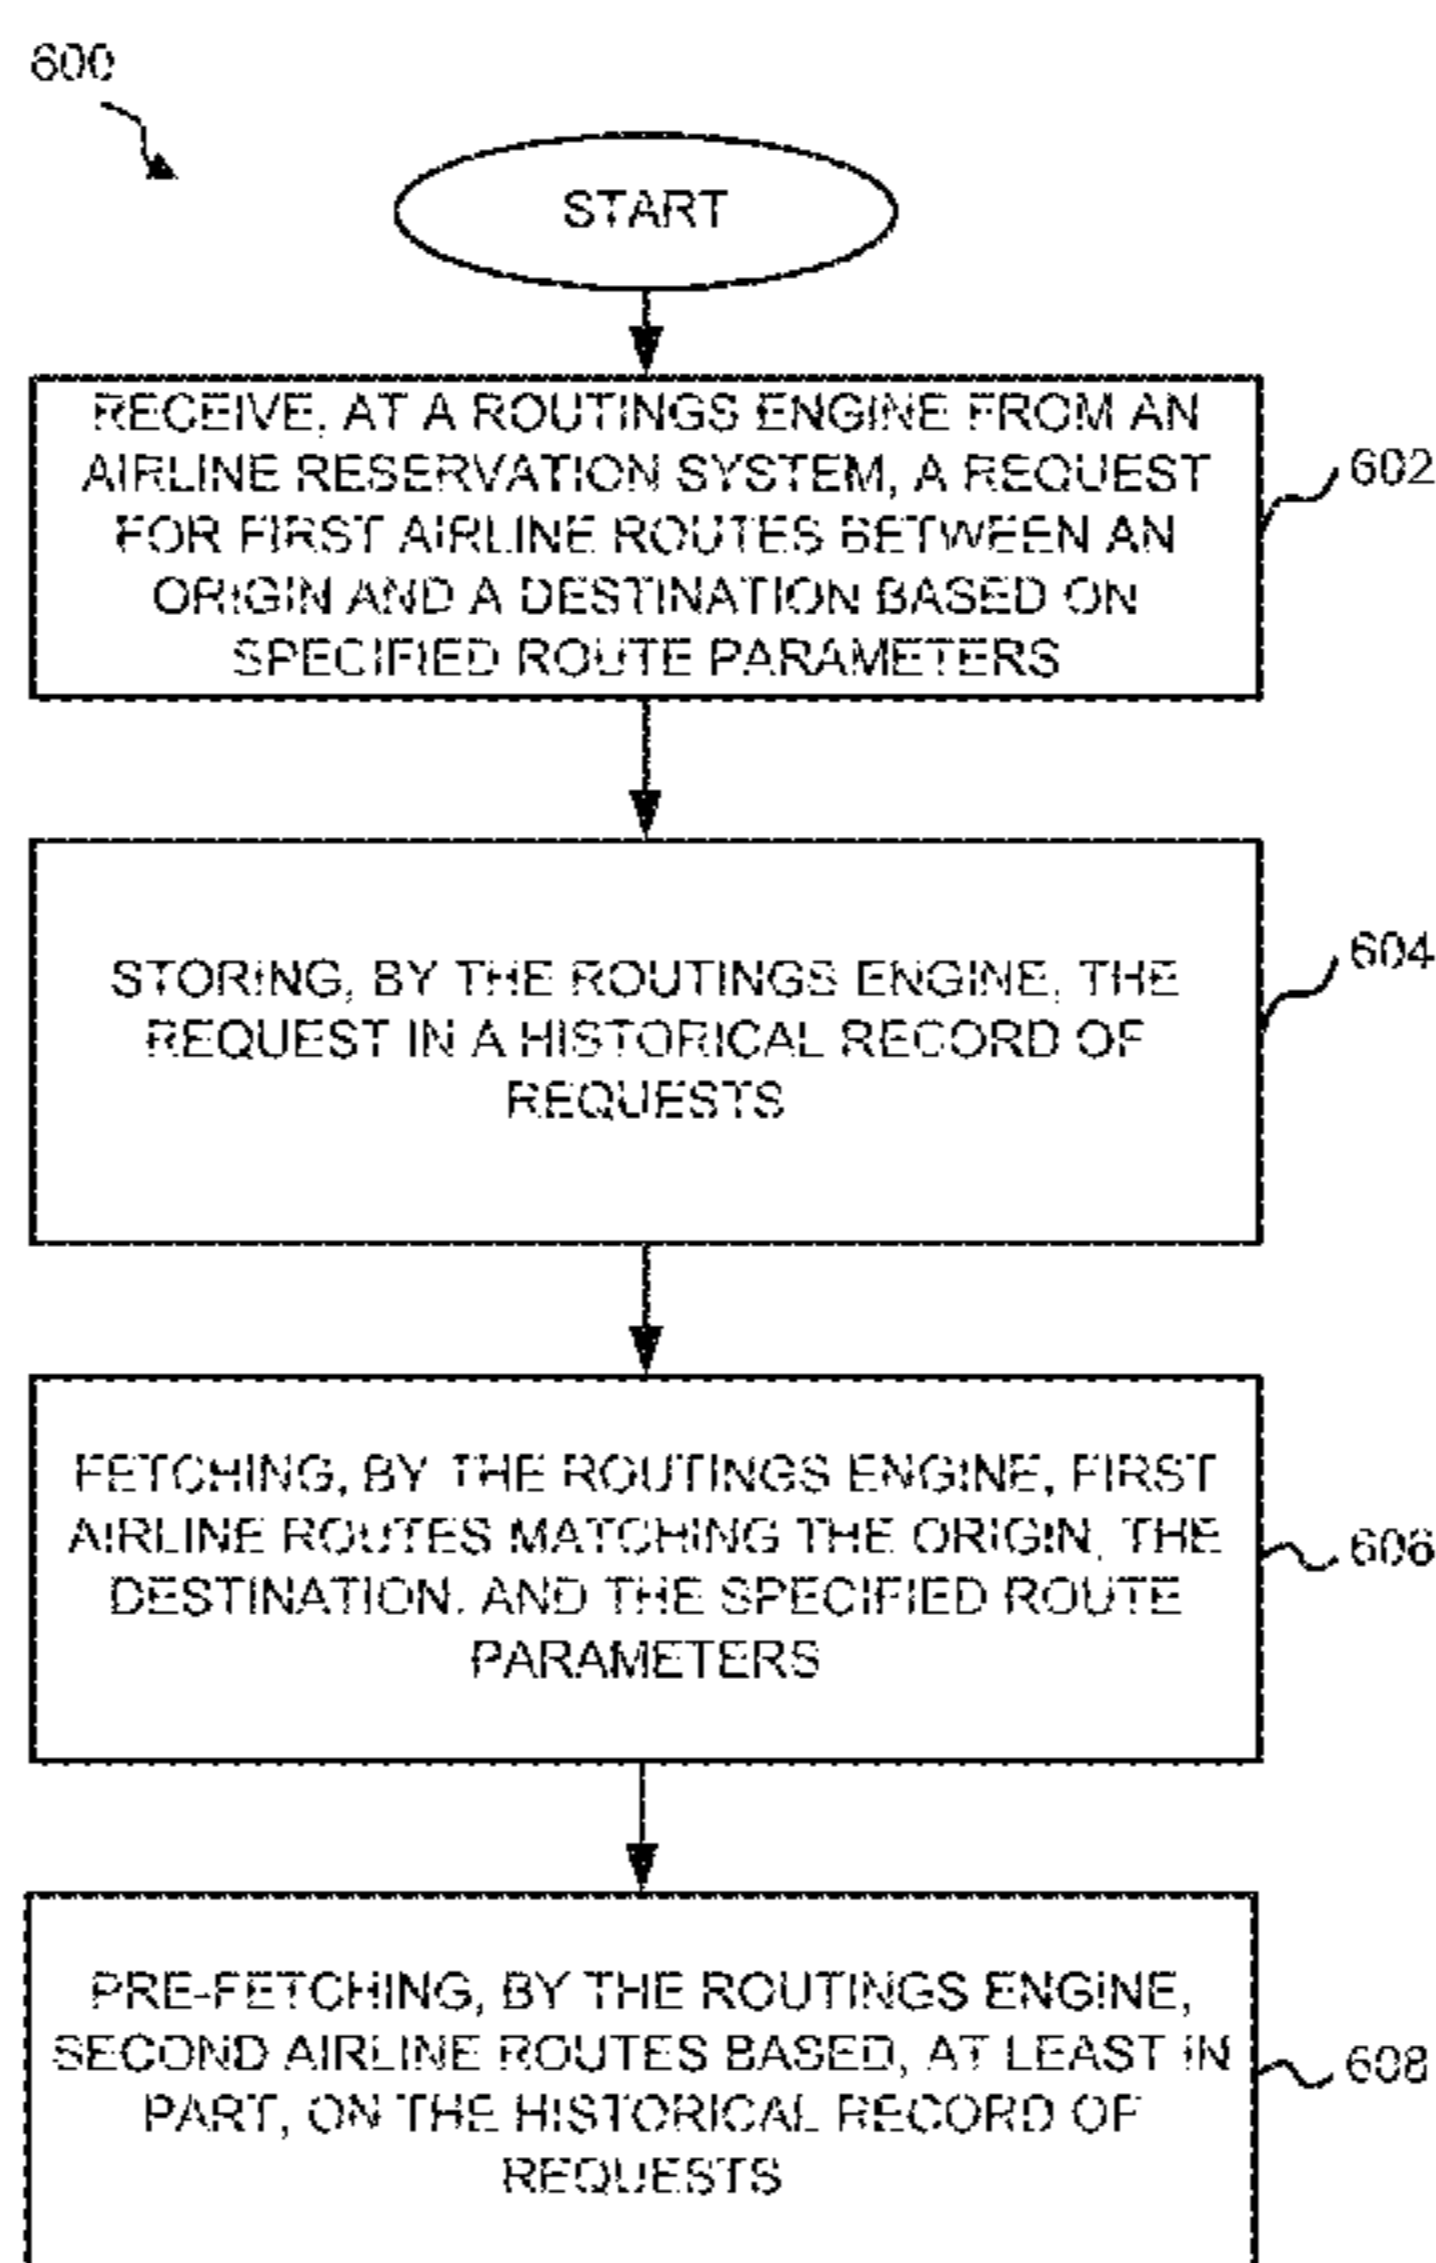 600
START
RECEIVE, AT A ROUTINGS ENGINE FROM AN
AIRLINE RESERVATION SYSTEM, A REQUEST
FOR FIRST AIRLINE ROUTES BETWEEN AN
ORIGIN AND A DESTINATION BASED ON
SPECIFIED ROUTE PARAMETERS
602
STORING, BY THE ROUTINGS ENGINE, THE
REQUEST IN A HISTORICAL RECORD OF
REQUESTS
604
FETCHING, BY THE ROUTINGS ENGINE, FIRST
AIRLINE ROUTES MATCHING THE ORIGIN, THE
DESTINATION, AND THE SPECIFIED ROUTE
PARAMETERS
606
PRE-FETCHING, BY THE ROUTINGS ENGINE,
SECOND AIRLINE ROUTES BASED, AT LEAST IN
PART, ON THE HISTORICAL RECORD OF
REQUESTS
608